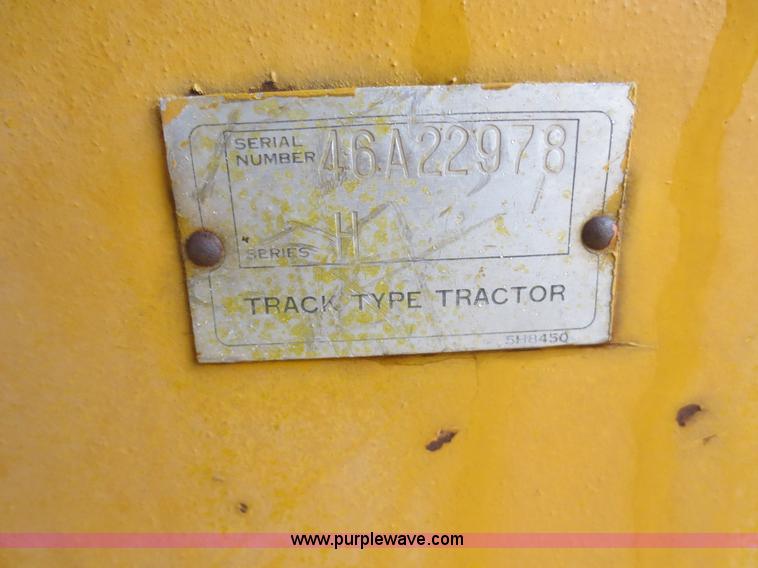 SERIAL
NUMBER 46A22978
SERIES H
TRACK TYPE TRACTOR
5H8450
www.purplewave.com